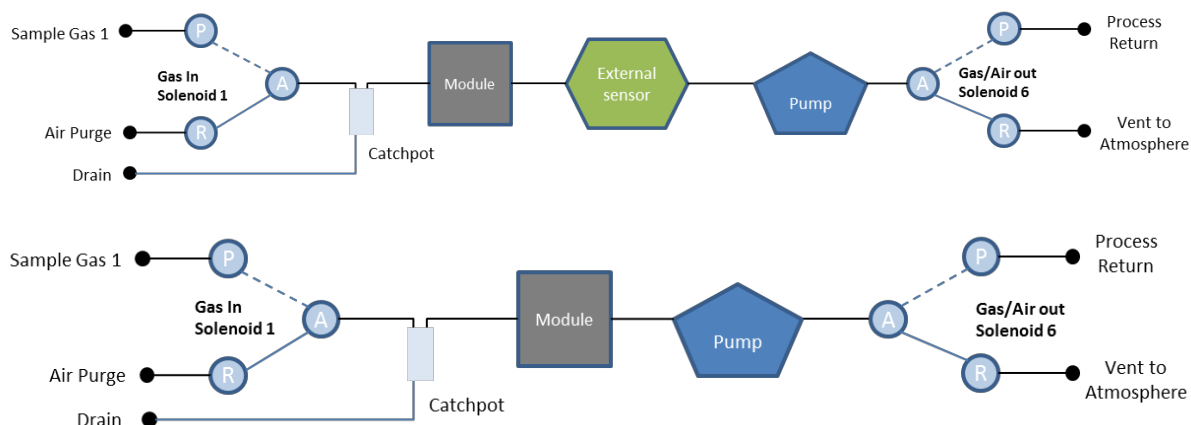 Sample Gas 1
P
Process
Return
Gas In
Solenoid 1
A
Module
External
sensor
Pump
A
Gas/Air out
Solenoid 6
Air Purge
R
R
Vent to
Atmosphere
Catchpot
Drain
P
Sample Gas 1
P
P
Process
Return
Gas In
Solenoid 1
A
Module
Pump
A
Gas/Air out
Solenoid 6
Air Purge
R
R
Vent to
Atmosphere
Catchpot
Drain